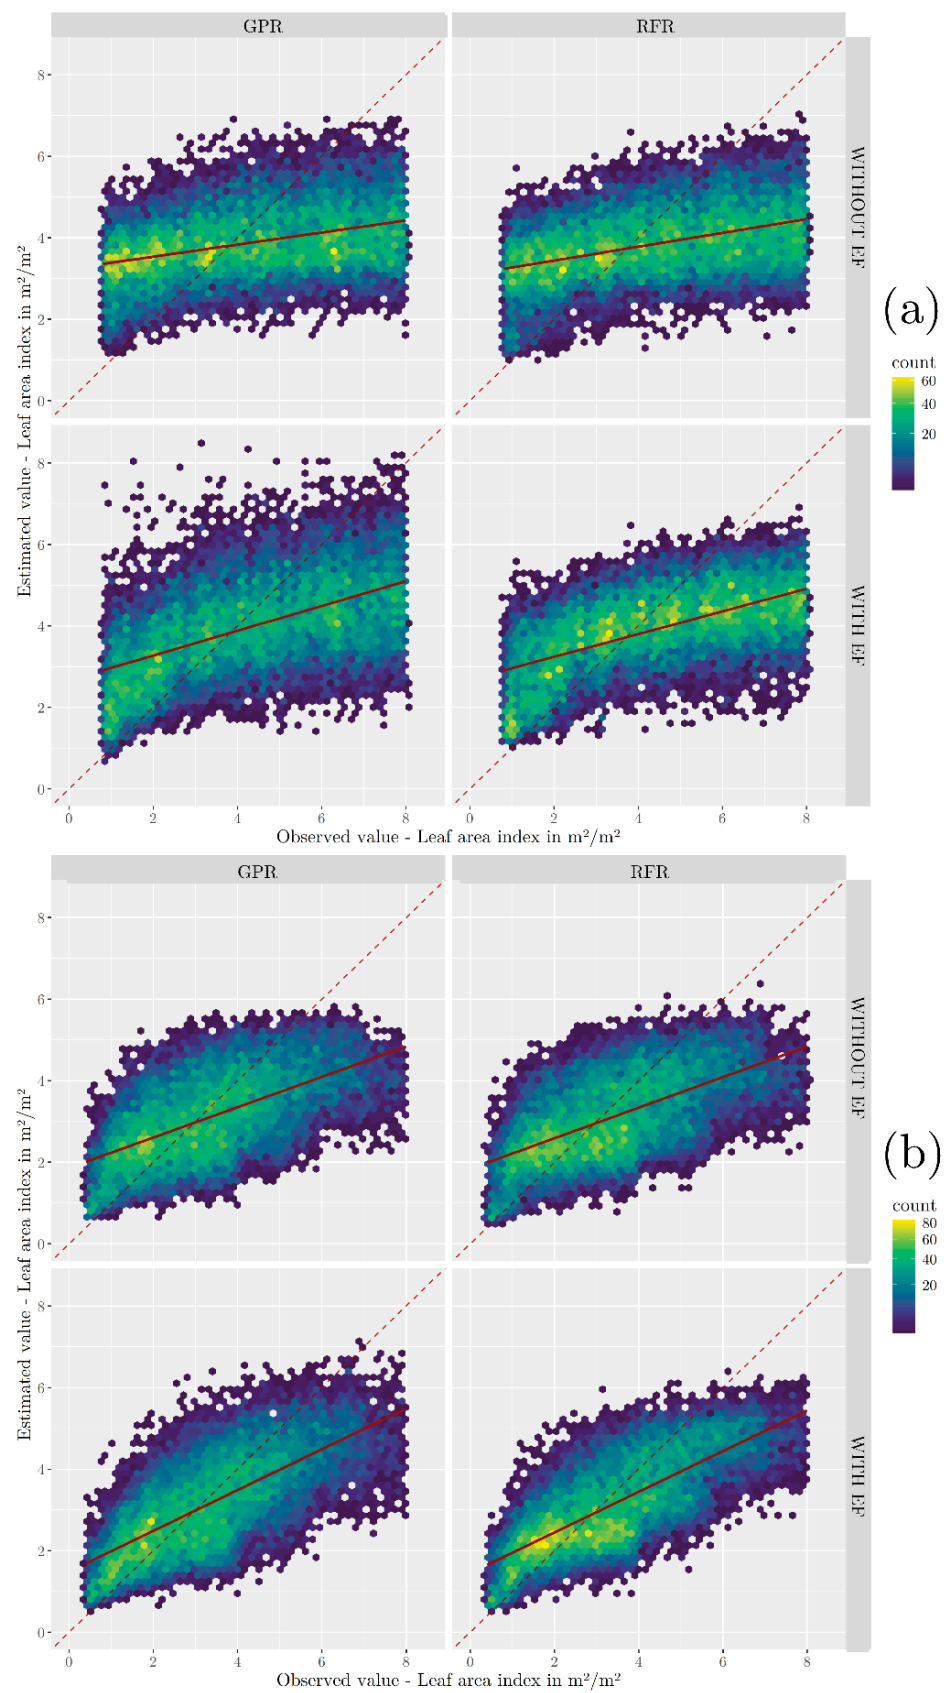 GPR RFR
8
6
4
2
0
WITHOUT EF
(a)
count
60
40
20
Estimated value - Leaf area index in m²/m²
8
6
4
2
0
WITH EF
0 2 4 6 8 0 2 4 6 8
Observed value - Leaf area index in m²/m²
GPR RFR
8
6
4
2
0
WITHOUT EF
(b)
count
80
60
40
20
Estimated value - Leaf area index in m²/m²
8
6
4
2
0
WITH EF
0 2 4 6 8 0 2 4 6 8
Observed value - Leaf area index in m²/m²